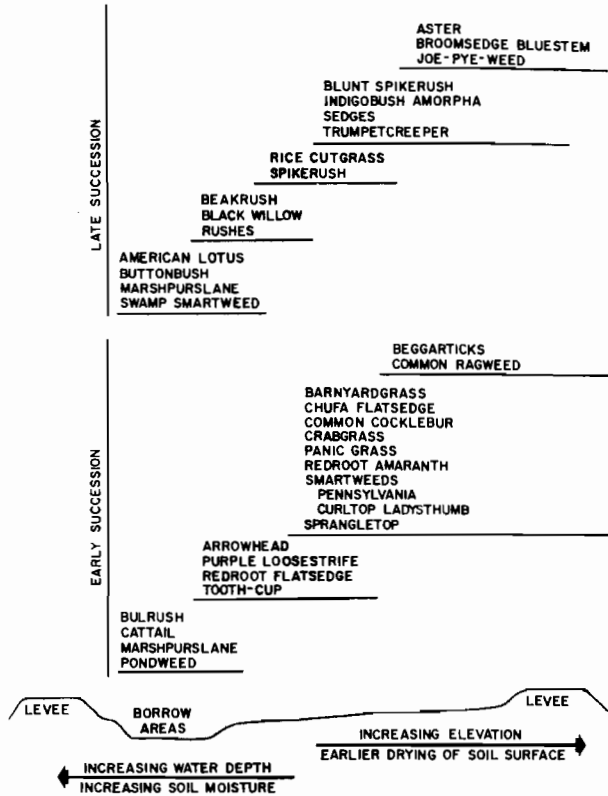 LATE SUCCESSION
ASTER
BROOMSEDGE BLUESTEM
JOE-PYE-WEED
BLUNT SPIKERUSH
INDIGOBUSH AMORPHA
SEDGES
TRUMPETCREEPER
RICE CUTGRASS
SPIKERUSH
BEAKRUSH
BLACK WILLOW
RUSHES
AMERICAN LOTUS
BUTTONBUSH
MARSHPURSLANE
SWAMP SMARTWEED
EARLY SUCCESSION
BEGGARTICKS
COMMON RAGWEED
BARNYARDGRASS
CHUFA FLATSEDGE
COMMON COCKLEBUR
CRABGRASS
PANIC GRASS
REDROOT AMARANTH
SMARTWEEDS
PENNSYLVANIA
CURLTOP LADYSTHUMB
SPRANGLETOP
ARROWHEAD
PURPLE LOOSESTRIFE
REDROOT FLATSEDGE
TOOTH-CUP
BULRUSH
CATTAIL
MARSHPURSLANE
PONDWEED
LEVEE
BORROW
AREAS
LEVEE
INCREASING ELEVATION
EARLIER DRYING OF SOIL SURFACE
INCREASING WATER DEPTH
INCREASING SOIL MOISTURE